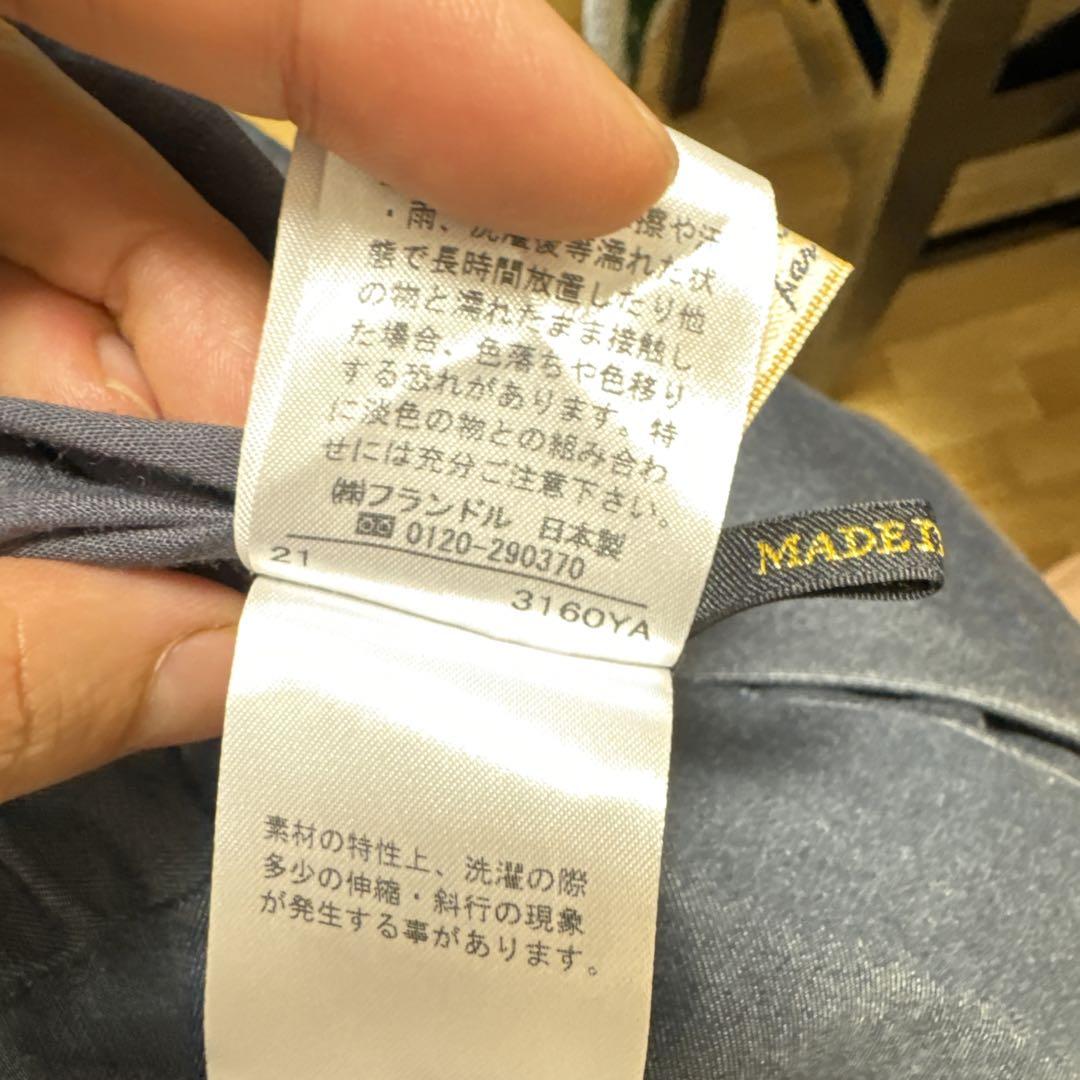 擦や汗
・雨、洗濯後等濡れた状
態で長時間放置したり他
の物と濡れたまま接触し
た場合、色落ちや色移り
する恐れがあります。特
に淡色の物との組み合わ
せには充分ご注意下さい。
㈱フランドル 日本製
0120-290370
21
3160YA
MADE I
素材の特性上、洗濯の際
多少の伸縮・斜行の現象
が発生する事があります。